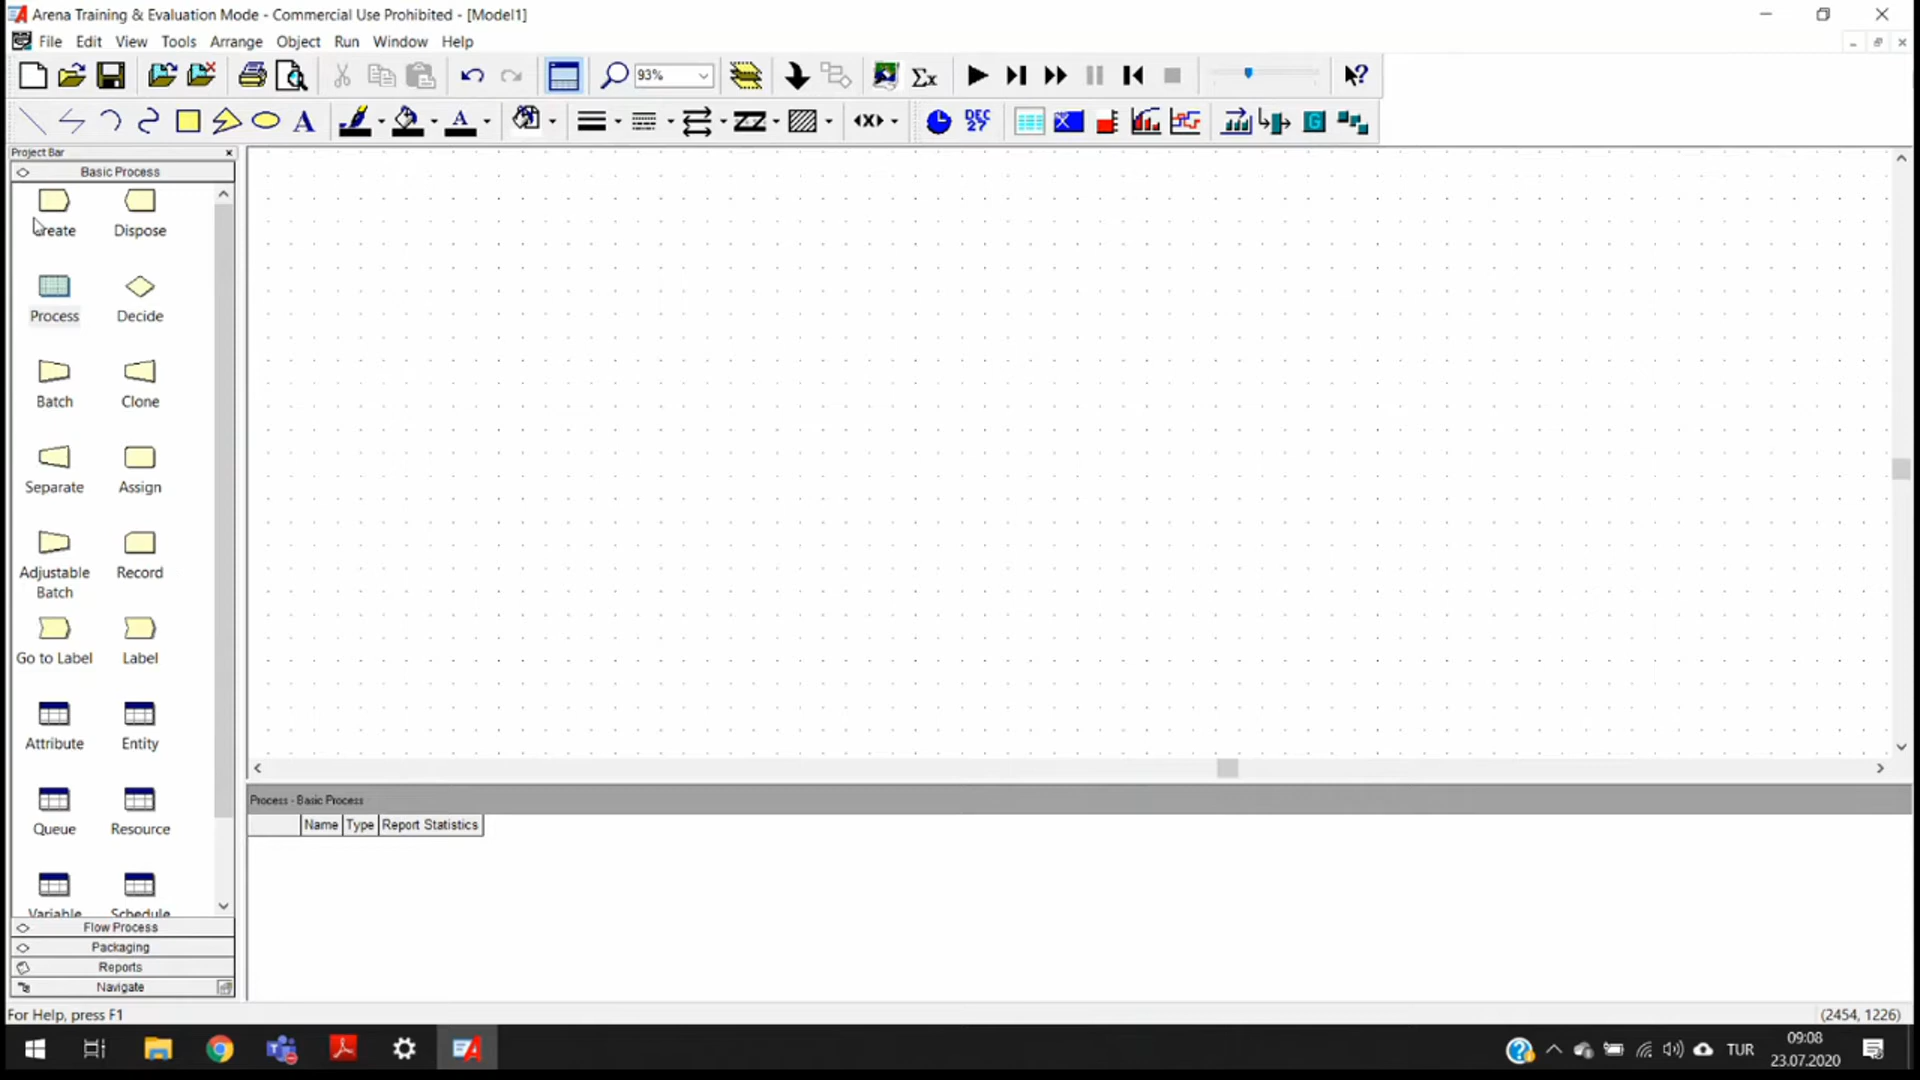 Arena Training & Evaluation Mode - Commercial Use Prohibited - [Model1]
File Edit View Tools Arrange Object Run Window Help
93%
Σx
A A <X> DEC 27
Project Bar
Basic Process
Create Dispose
Process Decide
Batch Clone
Separate Assign
Adjustable Batch Record
Go to Label Label
Attribute Entity
Queue Resource
Variable Schedule
Flow Process
Packaging
Reports
Navigate
Process - Basic Process
Name Type Report Statistics
For Help, press F1
(2454, 1226)
TUR
09:08
23.07.2020